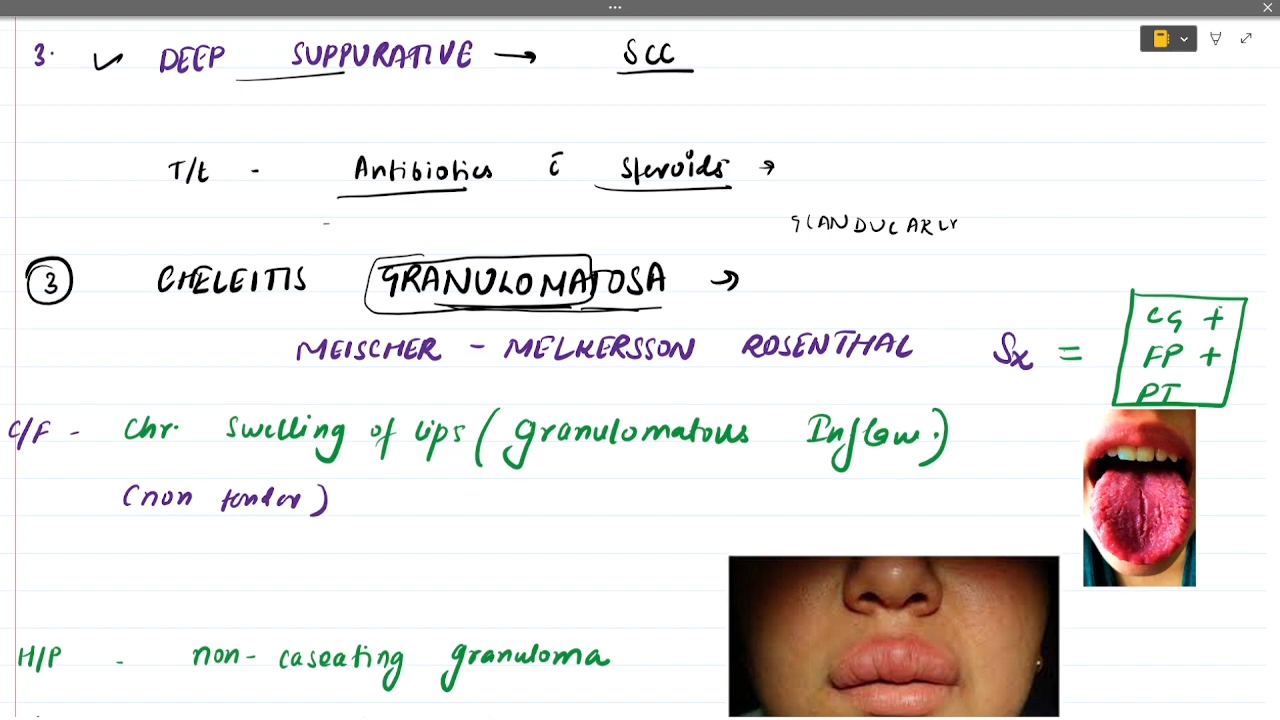 3. ✓ DEEP SUPPURATIVE → SCC
T/t - Antibiotics c̄ Steroids →
GLANDULARLY
3 CHELEITIS GRANULOMATOSA →
MEISCHER - MELKERSSON ROSENTHAL Sx =
CG +
FP +
PT
C/F - Chr. Swelling of lips (granulomatous Inflam.)
(non tender)
H/P - non-caseating granuloma